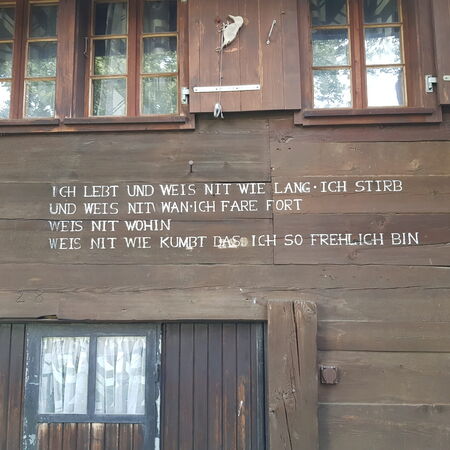 ICH LEBT UND WEIS NIT WIE LANG · ICH STIRB
UND WEIS NIT WAN · ICH FARE FORT
WEIS NIT WOHIN
WEIS NIT WIE KUMBT DAS, ICH SO FREHLICH BIN